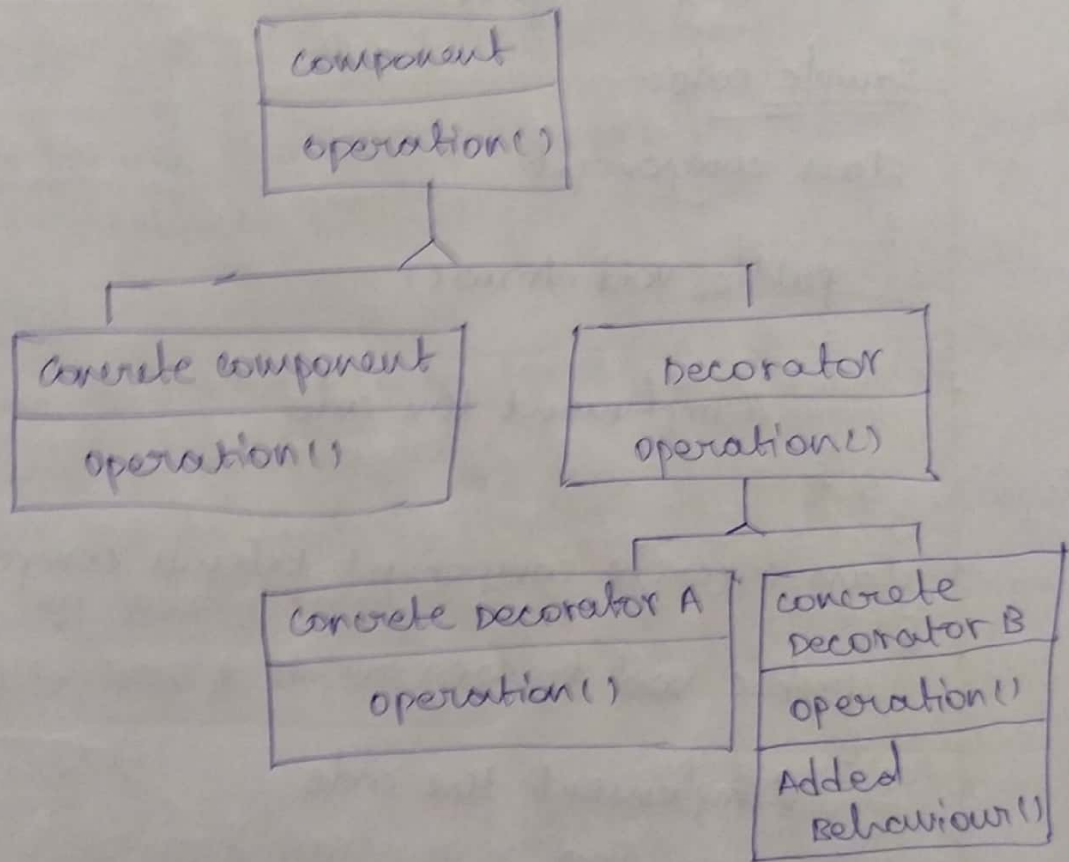 component
operation()
concrete component
operation()
Decorator
operation()
concrete Decorator A
operation()
concrete
Decorator B
operation()
Added
Behaviour()